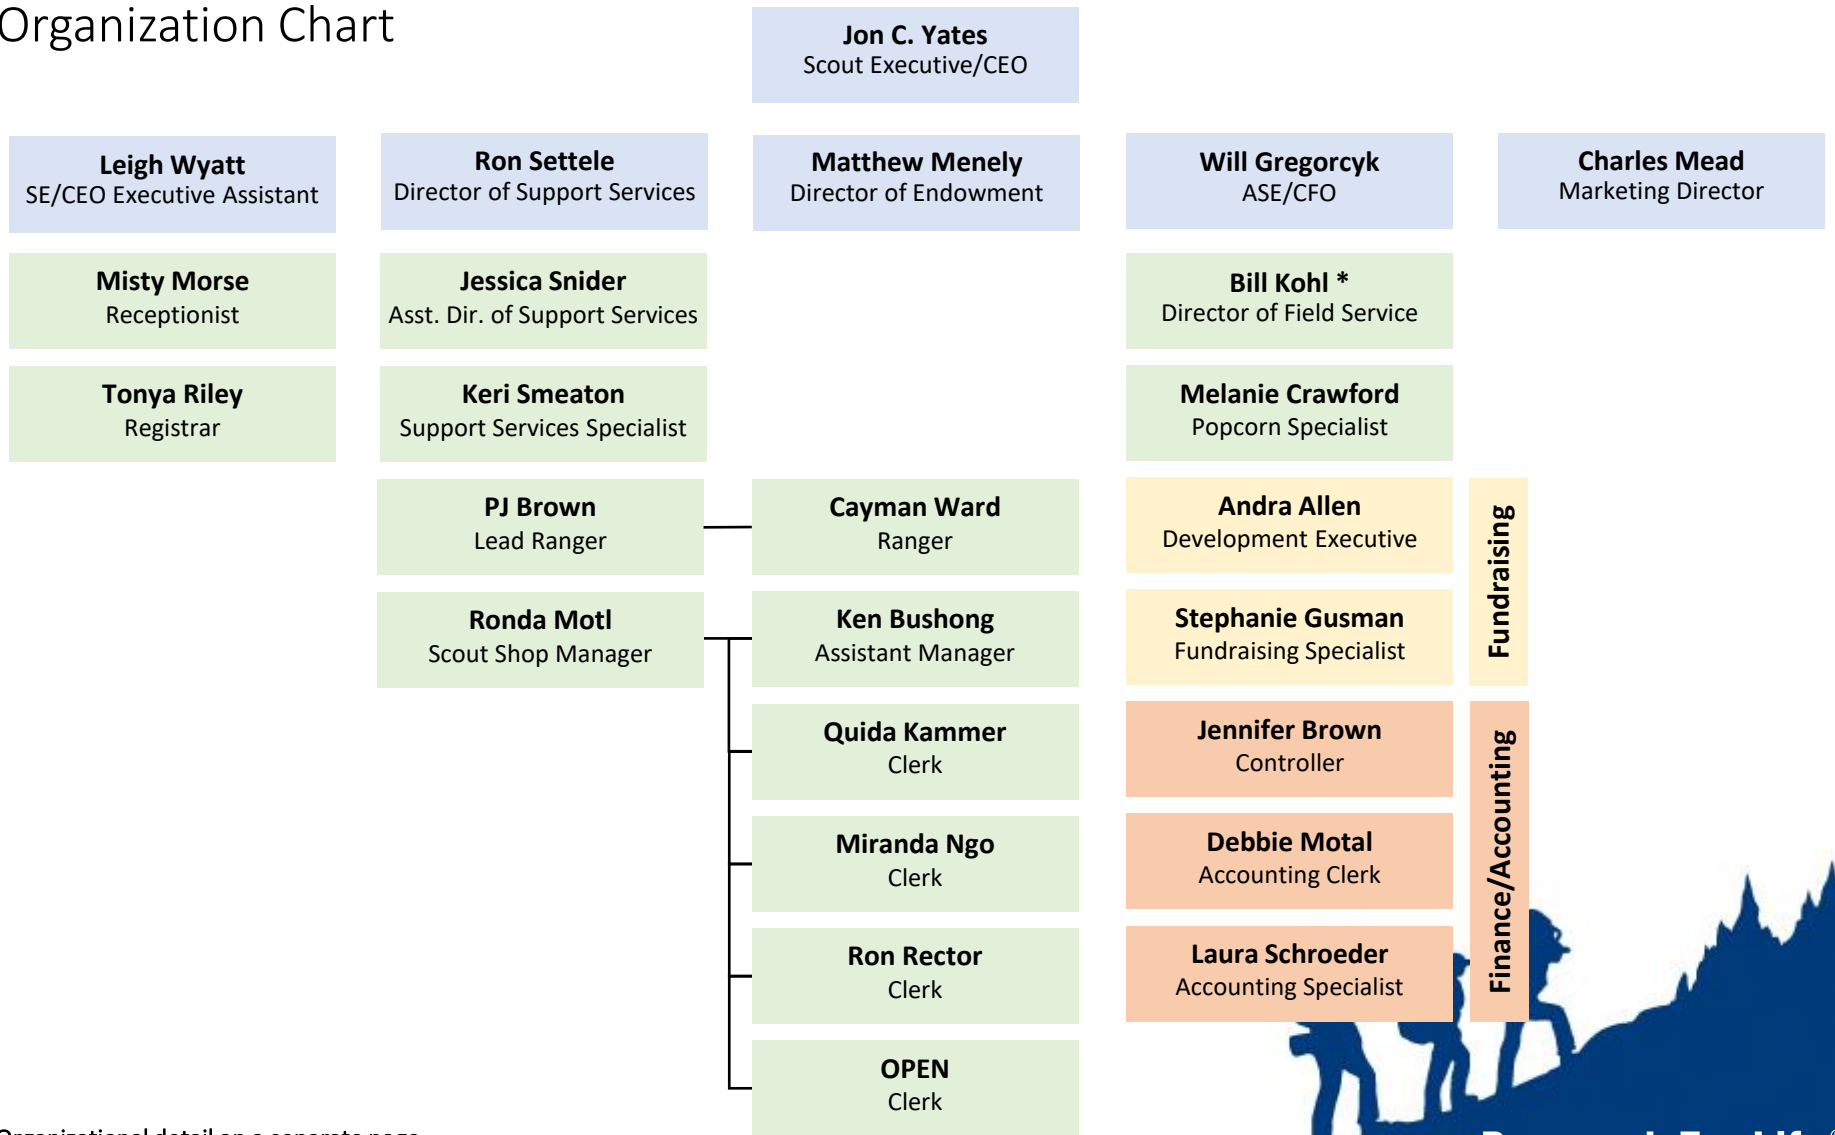 Organization Chart
Jon C. Yates
Scout Executive/CEO
Leigh Wyatt
SE/CEO Executive Assistant
Ron Settele
Director of Support Services
Matthew Menely
Director of Endowment
Will Gregorcyk
ASE/CFO
Charles Mead
Marketing Director
Misty Morse
Receptionist
Jessica Snider
Asst. Dir. of Support Services
Bill Kohl *
Director of Field Service
Tonya Riley
Registrar
Keri Smeaton
Support Services Specialist
Melanie Crawford
Popcorn Specialist
PJ Brown
Lead Ranger
Cayman Ward
Ranger
Andra Allen
Development Executive
Fundraising
Ronda Motl
Scout Shop Manager
Ken Bushong
Assistant Manager
Stephanie Gusman
Fundraising Specialist
Quida Kammer
Clerk
Jennifer Brown
Controller
Finance/Accounting
Miranda Ngo
Clerk
Debbie Motal
Accounting Clerk
Ron Rector
Clerk
Laura Schroeder
Accounting Specialist
OPEN
Clerk
Organizational detail on a separate page